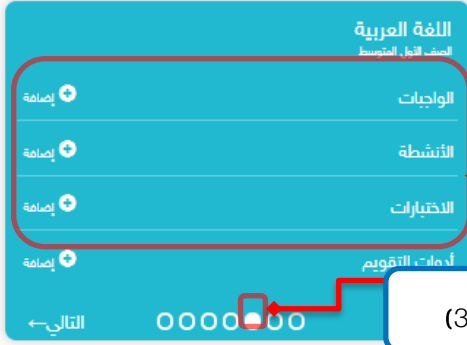 اللغة العربية
الصف الأول المتوسط
الواجبات إضافة
الأنشطة إضافة
الاختبارات إضافة
أدوات التقويم إضافة
التالي←
(3